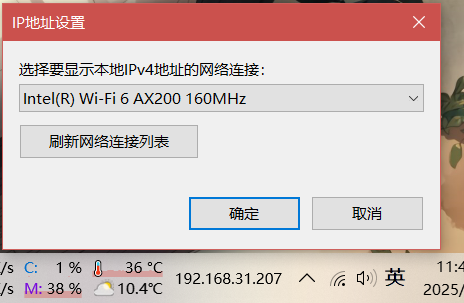 IP地址设置
选择要显示本地IPv4地址的网络连接：
Intel(R) Wi-Fi 6 AX200 160MHz
刷新网络连接列表
确定 取消
/s C: 1 % 36 °C 192.168.31.207 英 11:4
/s M: 38 % 10.4°C 2025/